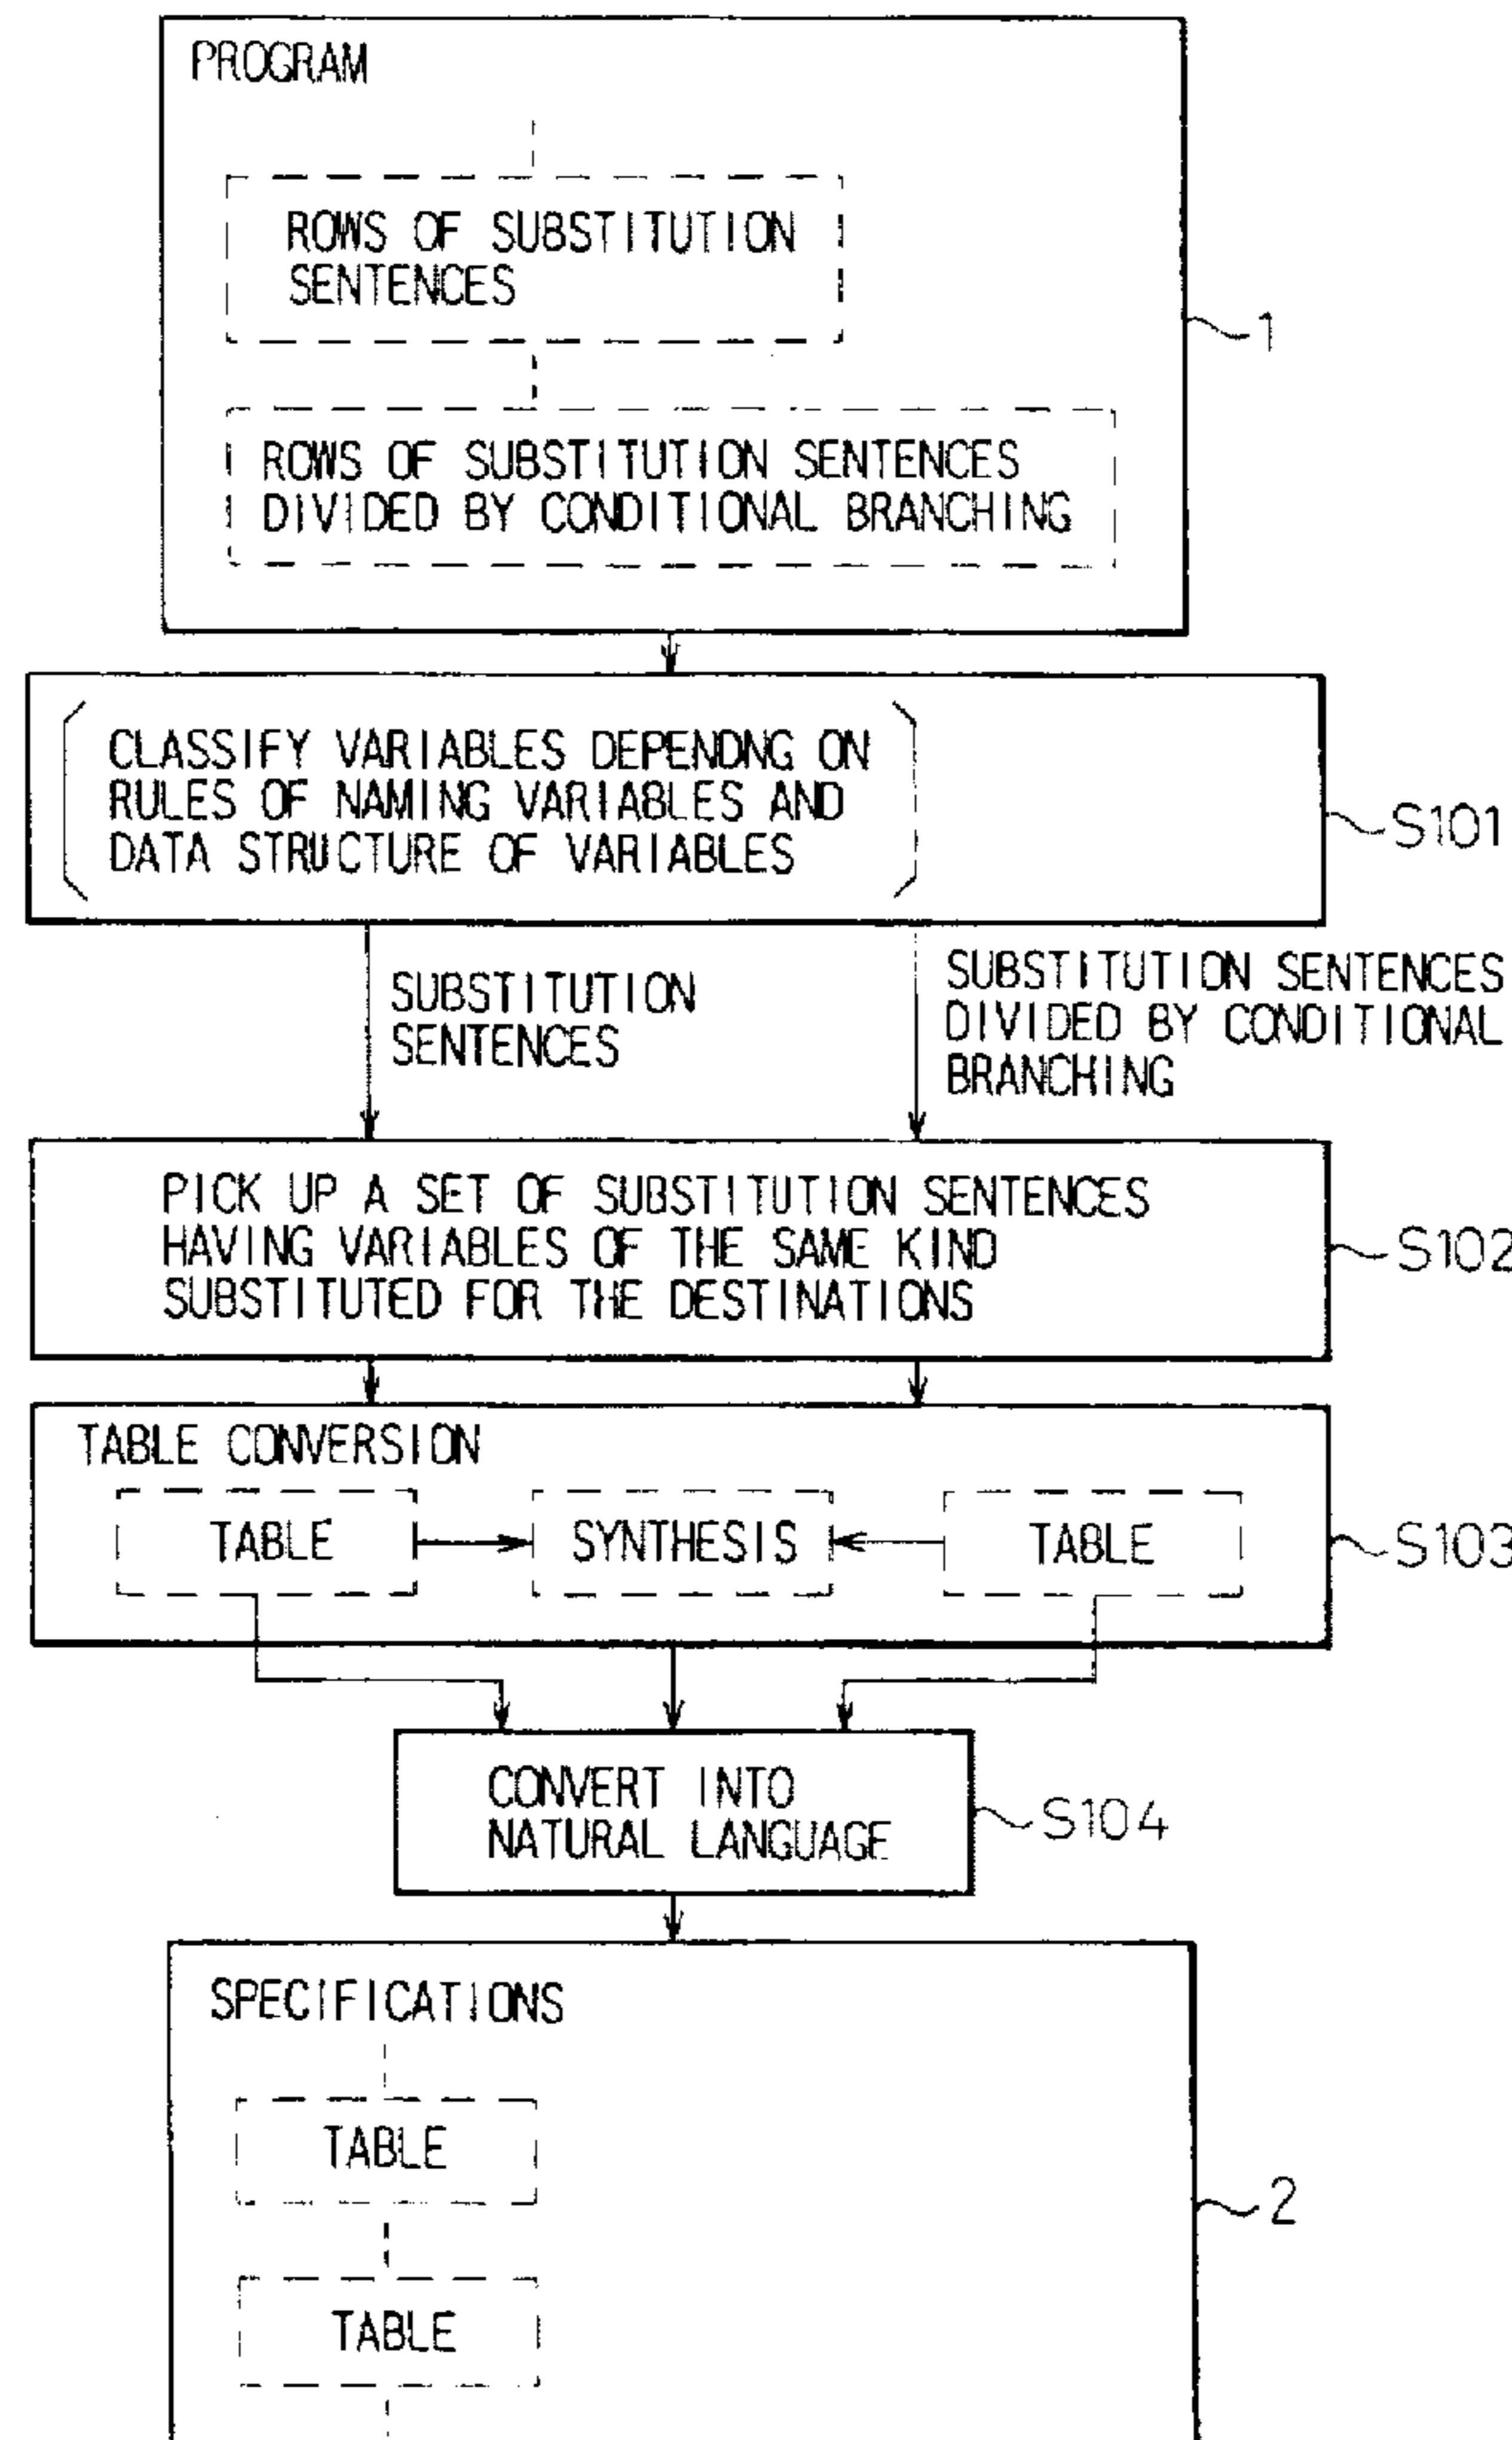 PROGRAM
ROWS OF SUBSTITUTION
SENTENCES
1
ROWS OF SUBSTITUTION SENTENCES
DIVIDED BY CONDITIONAL BRANCHING
CLASSIFY VARIABLES DEPENDNG ON
RULES OF NAMING VARIABLES AND
DATA STRUCTURE OF VARIABLES
S101
SUBSTITUTION
SENTENCES
SUBSTITUTION SENTENCES
DIVIDED BY CONDITIONAL
BRANCHING
PICK UP A SET OF SUBSTITUTION SENTENCES
HAVING VARIABLES OF THE SAME KIND
SUBSTITUTED FOR THE DESTINATIONS
S102
TABLE CONVERSION
TABLE
SYNTHESIS
TABLE
S103
CONVERT INTO
NATURAL LANGUAGE
S104
SPECIFICATIONS
TABLE
2
TABLE